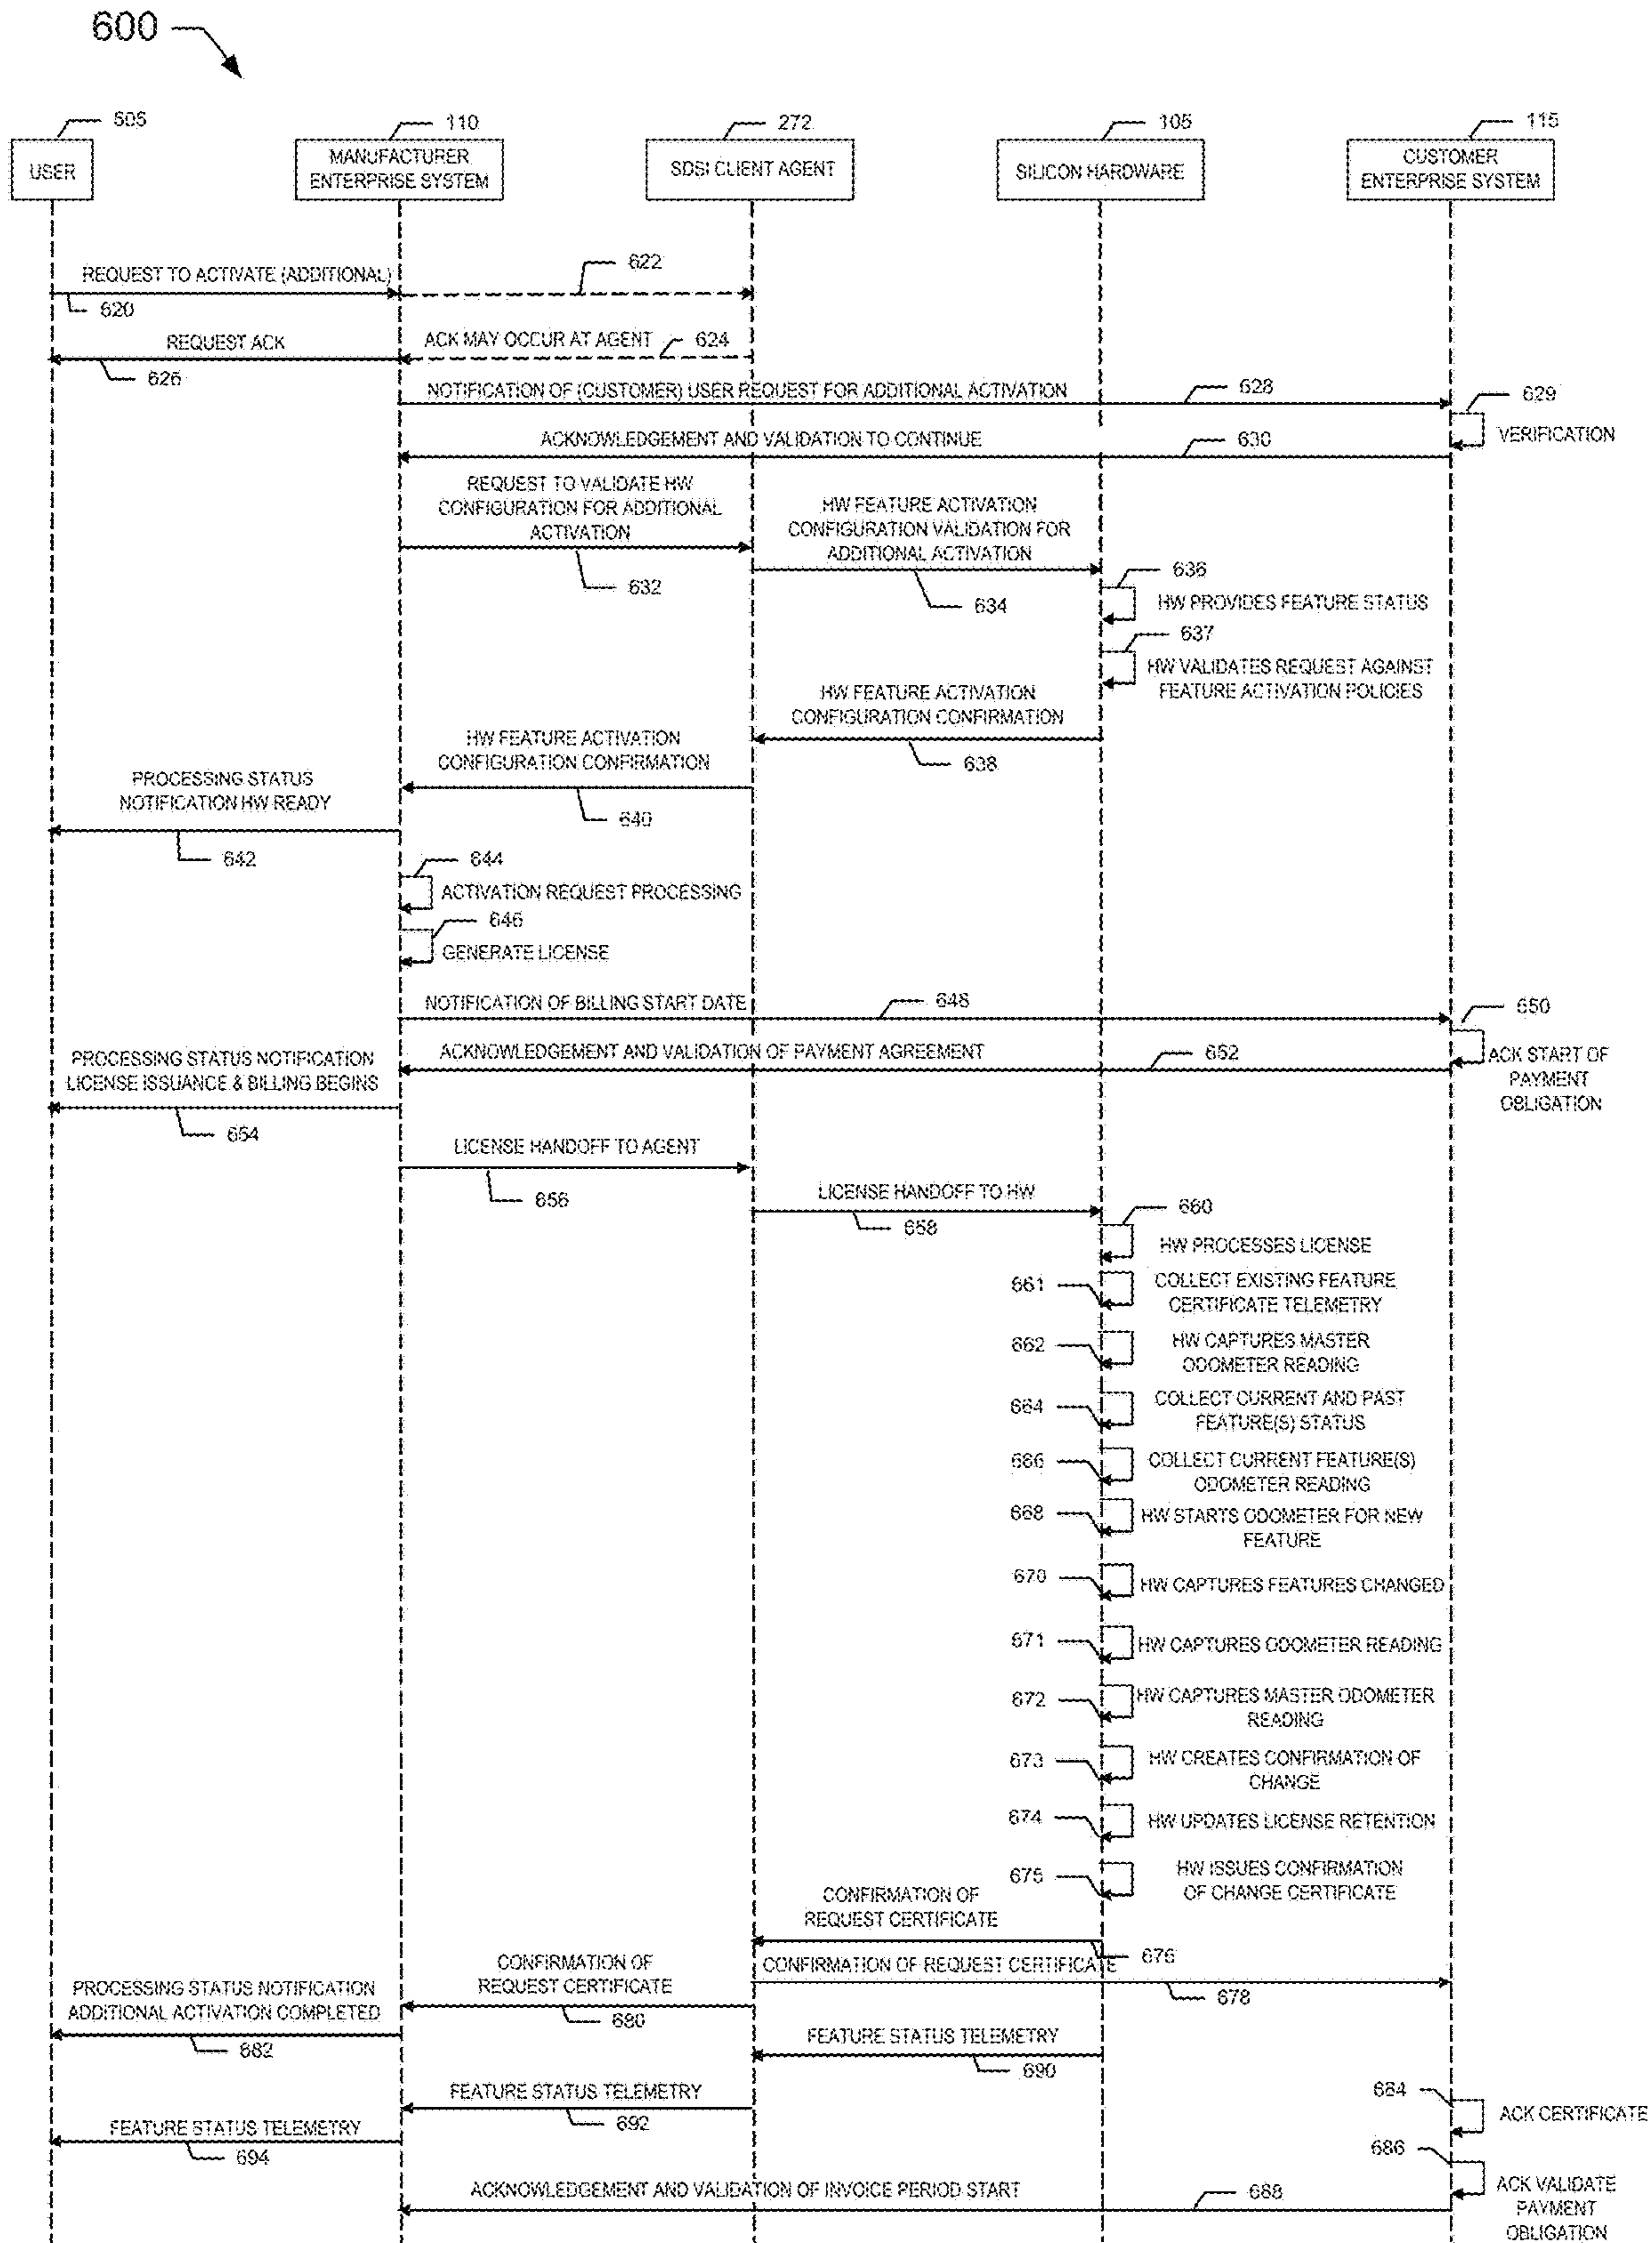 600
605
110
272
105
115
USER
MANUFACTURER
ENTERPRISE SYSTEM
SDSI CLIENT AGENT
SILICON HARDWARE
CUSTOMER
ENTERPRISE SYSTEM
REQUEST TO ACTIVATE (ADDITIONAL)
622
620
REQUEST ACK
ACK MAY OCCUR AT AGENT
624
626
NOTIFICATION OF (CUSTOMER) USER REQUEST FOR ADDITIONAL ACTIVATION
628
629
VERIFICATION
ACKNOWLEDGEMENT AND VALIDATION TO CONTINUE
630
REQUEST TO VALIDATE HW
CONFIGURATION FOR ADDITIONAL
ACTIVATION
632
HW FEATURE ACTIVATION
CONFIGURATION VALIDATION FOR
ADDITIONAL ACTIVATION
634
636
HW PROVIDES FEATURE STATUS
637
HW VALIDATES REQUEST AGAINST
FEATURE ACTIVATION POLICIES
HW FEATURE ACTIVATION
CONFIGURATION CONFIRMATION
638
HW FEATURE ACTIVATION
CONFIGURATION CONFIRMATION
640
PROCESSING STATUS
NOTIFICATION HW READY
642
644
ACTIVATION REQUEST PROCESSING
646
GENERATE LICENSE
NOTIFICATION OF BILLING START DATE
648
650
ACK START OF
PAYMENT
OBLIGATION
ACKNOWLEDGEMENT AND VALIDATION OF PAYMENT AGREEMENT
652
PROCESSING STATUS NOTIFICATION
LICENSE ISSUANCE & BILLING BEGINS
654
LICENSE HANDOFF TO AGENT
656
LICENSE HANDOFF TO HW
658
660
HW PROCESSES LICENSE
661
COLLECT EXISTING FEATURE
CERTIFICATE TELEMETRY
662
HW CAPTURES MASTER
ODOMETER READING
664
COLLECT CURRENT AND PAST
FEATURE(S) STATUS
686
COLLECT CURRENT FEATURE(S)
ODOMETER READING
668
HW STARTS ODOMETER FOR NEW
FEATURE
670
HW CAPTURES FEATURES CHANGED
671
HW CAPTURES ODOMETER READING
672
HW CAPTURES MASTER ODOMETER
READING
673
HW CREATES CONFIRMATION OF
CHANGE
674
HW UPDATES LICENSE RETENTION
675
HW ISSUES CONFIRMATION
OF CHANGE CERTIFICATE
CONFIRMATION OF
REQUEST CERTIFICATE
676
CONFIRMATION OF REQUEST CERTIFICATE
678
CONFIRMATION OF
REQUEST CERTIFICATE
680
PROCESSING STATUS NOTIFICATION
ADDITIONAL ACTIVATION COMPLETED
682
FEATURE STATUS TELEMETRY
690
FEATURE STATUS TELEMETRY
692
684
ACK CERTIFICATE
FEATURE STATUS TELEMETRY
694
686
ACK VALIDATE
PAYMENT
OBLIGATION
ACKNOWLEDGEMENT AND VALIDATION OF INVOICE PERIOD START
688